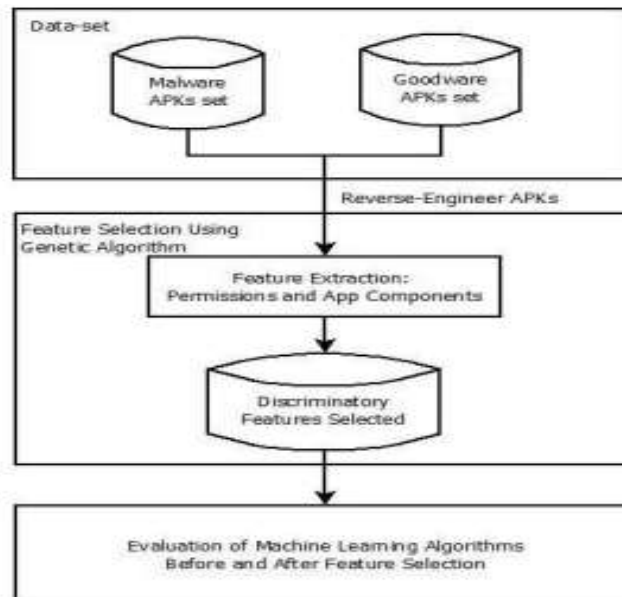 Data-set
Malware
APKs set
Goodware
APKs set
Reverse-Engineer APKs
Feature Selection Using
Genetic Algorithm
Feature Extraction:
Permissions and App Components
Discriminatory
Features Selected
Evaluation of Machine Learning Algorithms
Before and After Feature Selection